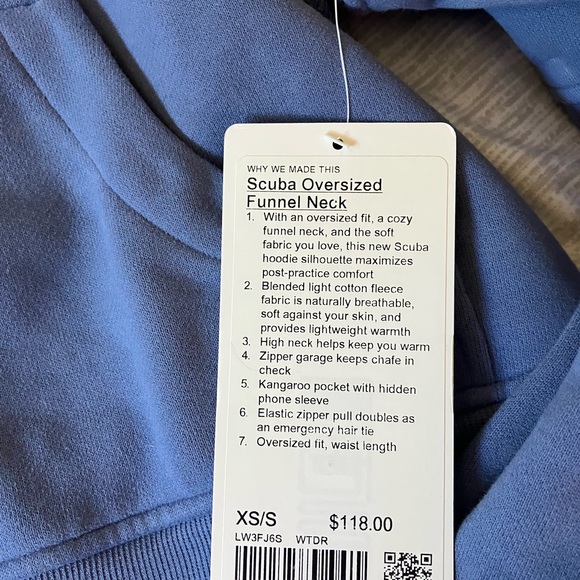 WHY WE MADE THIS
Scuba Oversized
Funnel Neck
1. With an oversized fit, a cozy
funnel neck, and the soft
fabric you love, this new Scuba
hoodie silhouette maximizes
post-practice comfort
2. Blended light cotton fleece
fabric is naturally breathable,
soft against your skin, and
provides lightweight warmth
3. High neck helps keep you warm
4. Zipper garage keeps chafe in
check
5. Kangaroo pocket with hidden
phone sleeve
6. Elastic zipper pull doubles as
an emergency hair tie
7. Oversized fit, waist length
XS/S $118.00
LW3FJ6S WTDR